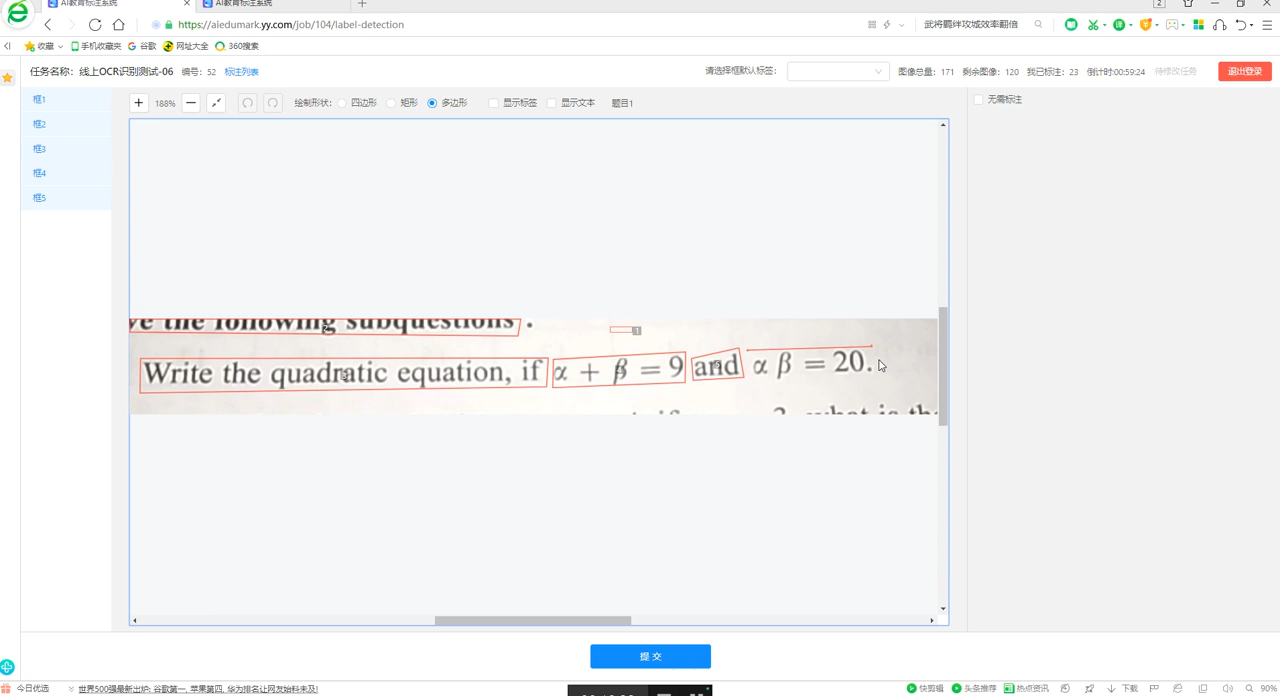 AI教育标注系统 AI教育标注系统 2
https://aiedumark.yy.com/job/104/label-detection 武将羁绊攻城效率翻倍
收藏 手机收藏夹 谷歌 网址大全 360搜索
任务名称: 线上OCR识别测试-06 编号: 52 标注列表 请选择框默认标签: 图像总量: 171 剩余图像: 120 我已标注: 23 倒计时:00:59:24 待修改任务 退出登录
框1
框2
框3
框4
框5
188% 绘制形状: 四边形 矩形 多边形 显示标签 显示文本 题目1
无需标注
ve the following subquestions .
1
Write the quadratic equation, if α + β = 9 and α β = 20.
2, what is the
提交
今日优选 世界500强最新出炉: 谷歌第一, 苹果第四, 华为排名让网友始料未及! 快剪辑 头条推荐 热点资讯 下载 90%